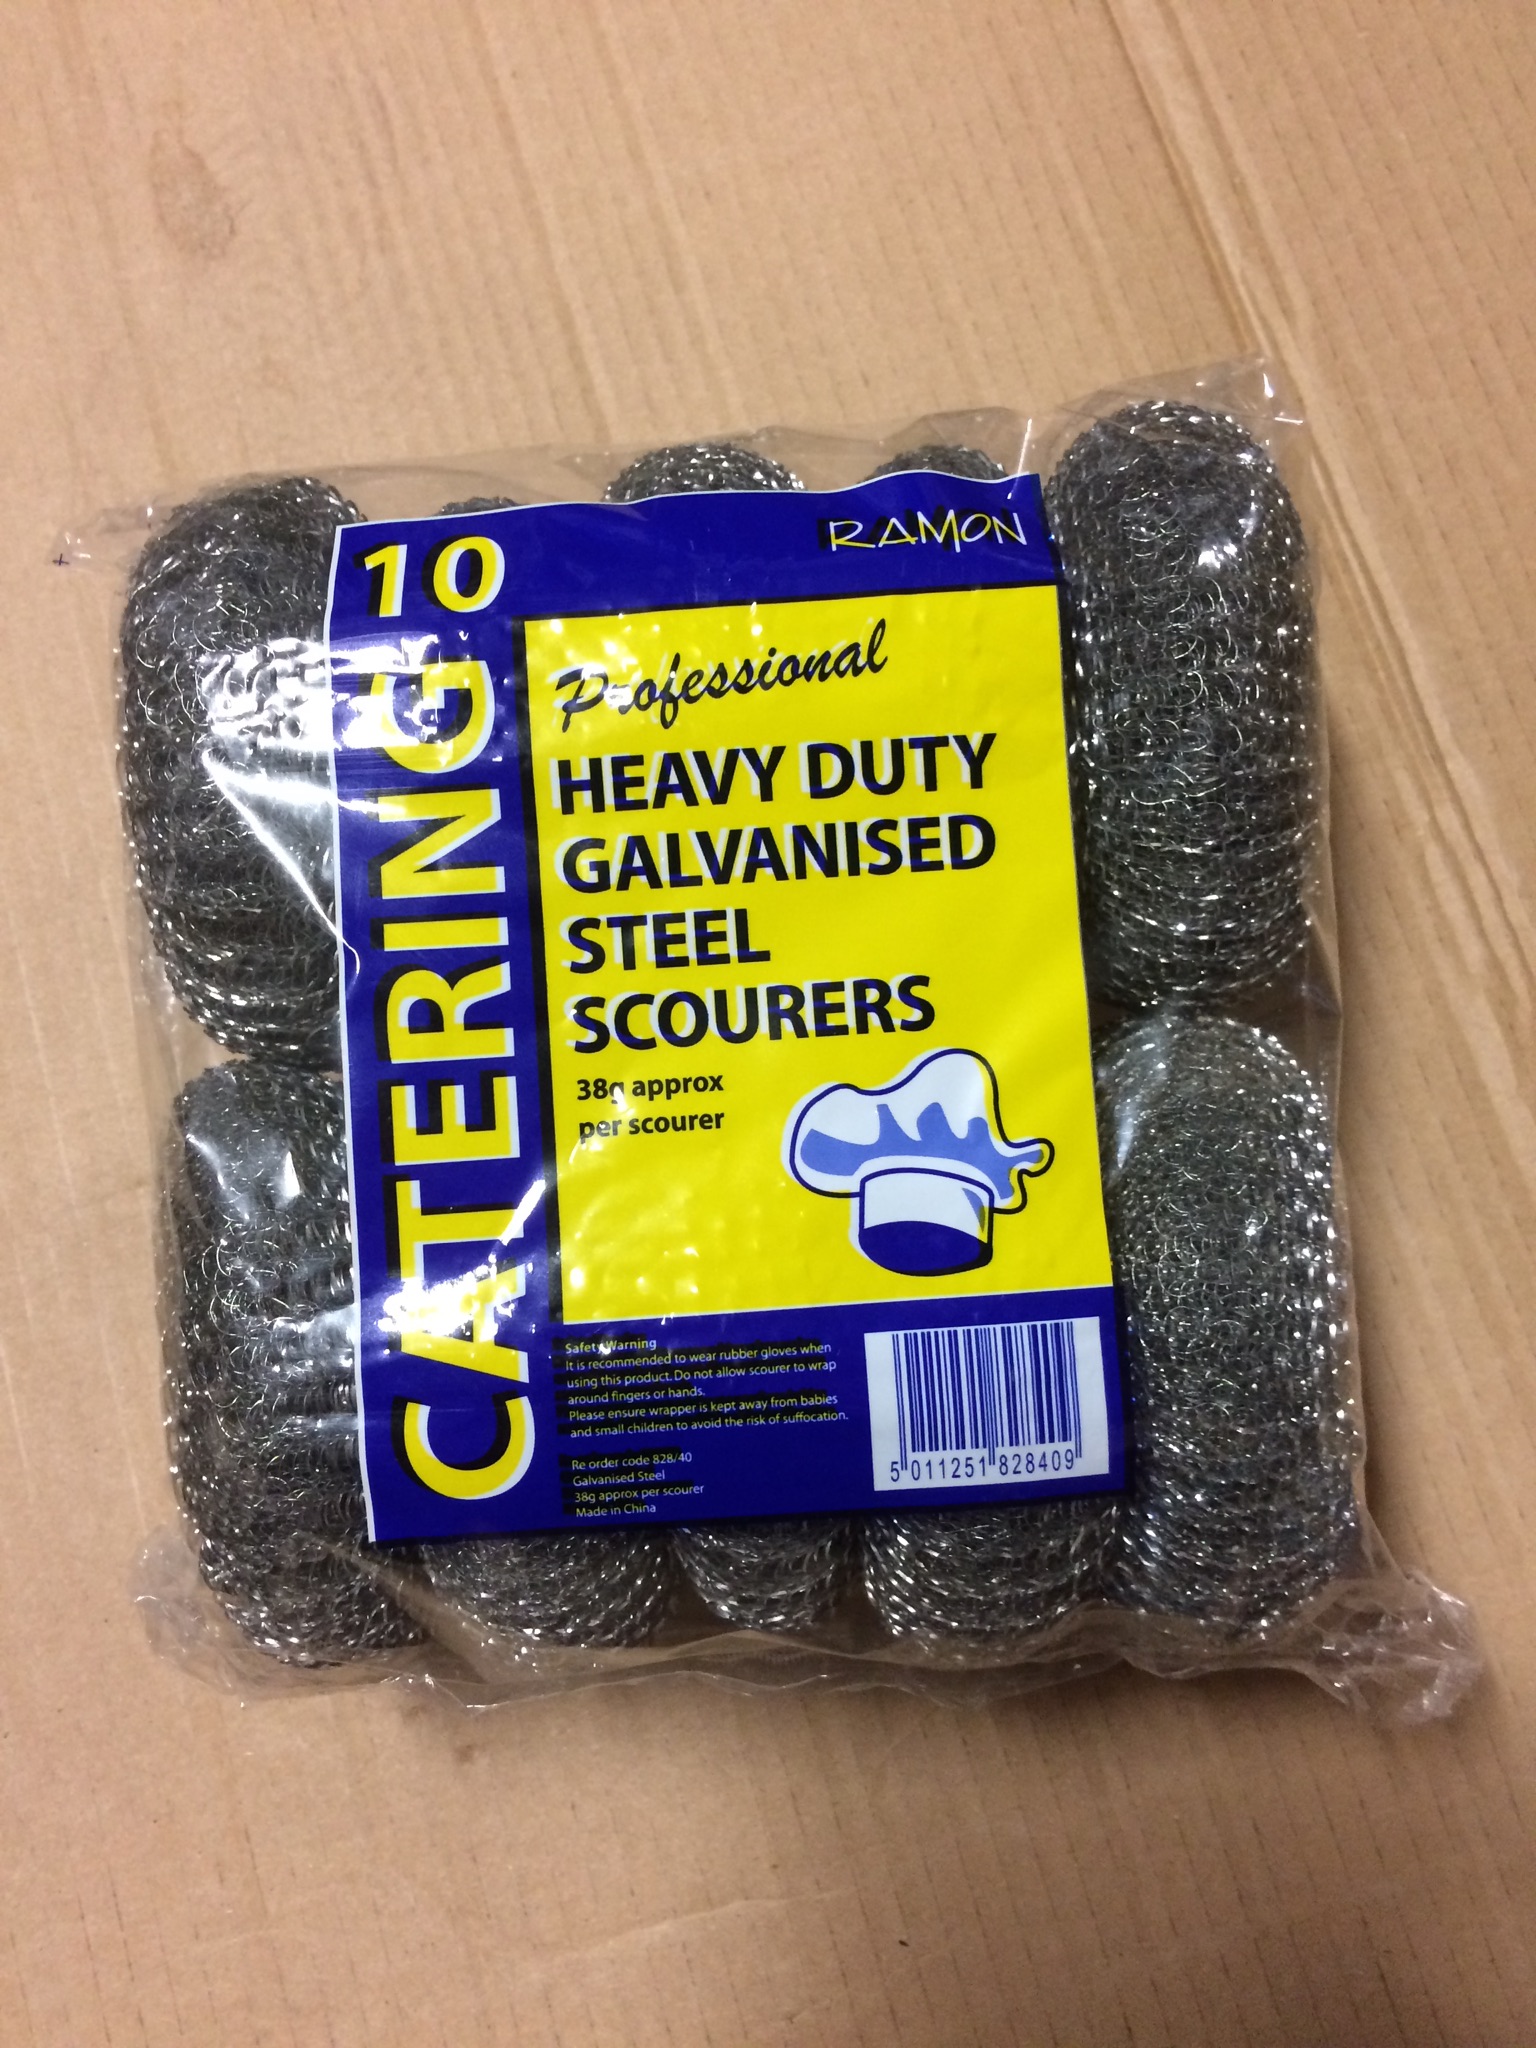 10
CATERING
RAMON
Professional
HEAVY DUTY
GALVANISED
STEEL
SCOURERS
38g approx
per scourer
Safety Warning
It is recommended to wear rubber gloves when
using this product. Do not allow scourer to wrap
around fingers or hands.
Please ensure wrapper is kept away from babies
and small children to avoid the risk of suffocation.
Re order code 828/40
Galvanised Steel
38g approx per scourer
Made in China
5 011251 828409